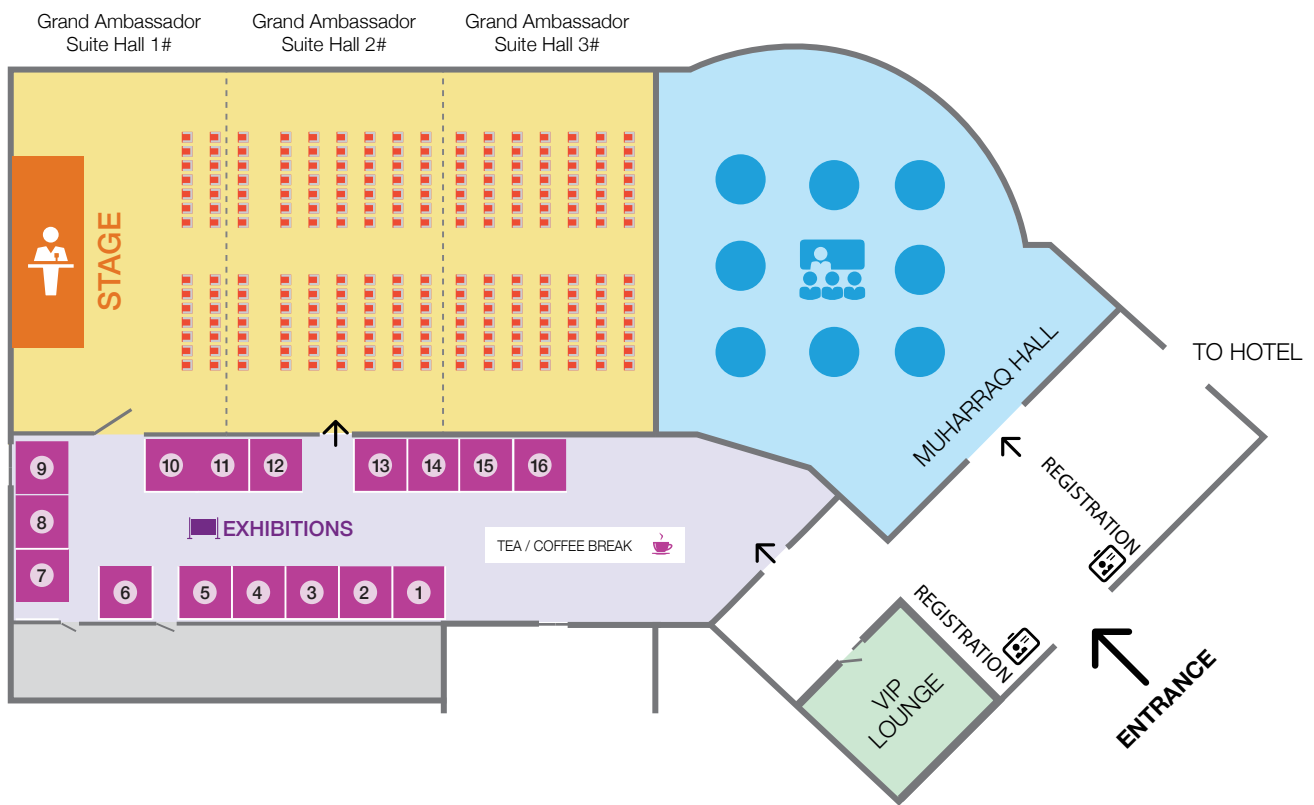 Grand Ambassador
Suite Hall 1#
Grand Ambassador
Suite Hall 2#
Grand Ambassador
Suite Hall 3#
STAGE
MUHARRAQ HALL
TO HOTEL
REGISTRATION
9
10
11
12
13
14
15
16
8
EXHIBITIONS
TEA / COFFEE BREAK
7
6
5
4
3
2
1
REGISTRATION
VIP
LOUNGE
ENTRANCE